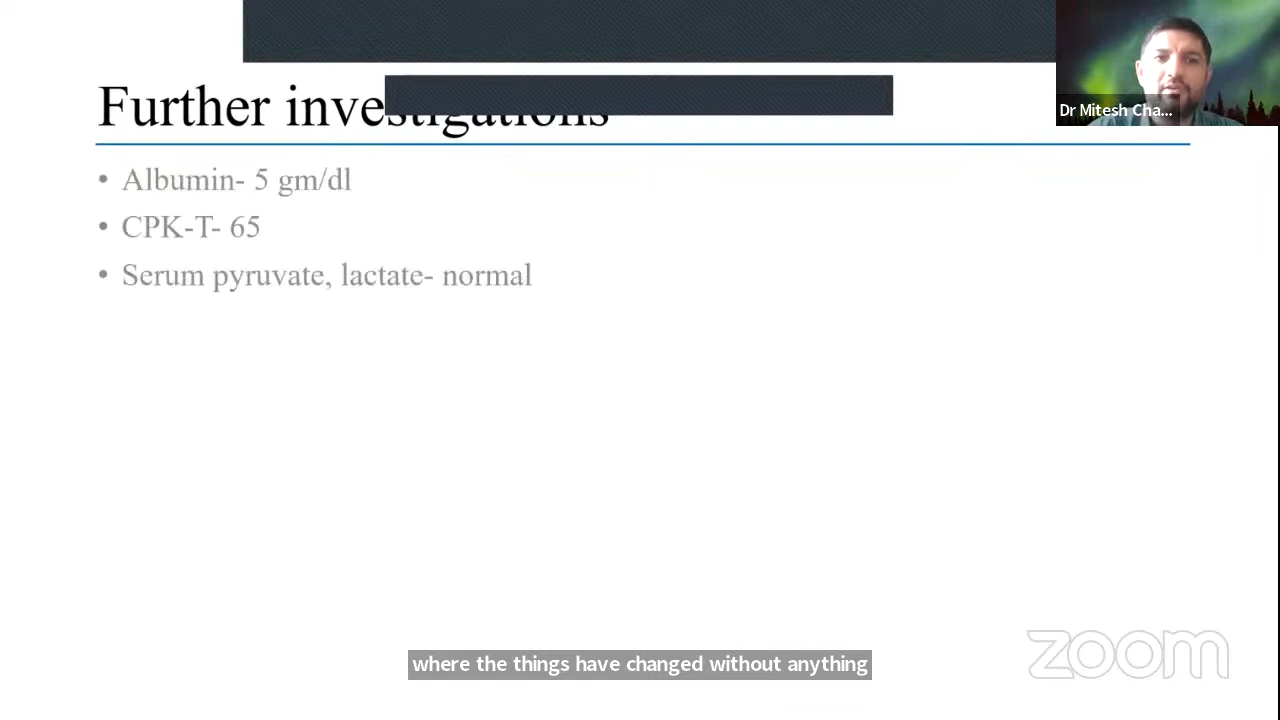 Further investigations
Dr Mitesh Cha...
• Albumin- 5 gm/dl
• CPK-T- 65
• Serum pyruvate, lactate- normal
where the things have changed without anything
zoom